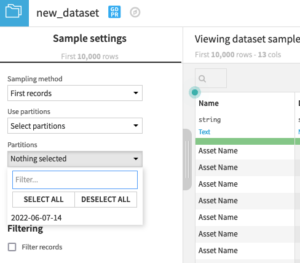 new_dataset
GD
PR
Sample settings
First 10,000 rows
Sampling method
First records
Use partitions
Select partitions
Partitions
Nothing selected
Filter...
SELECT ALL
DESELECT ALL
2022-06-07-14
Filtering
Filter records
Viewing dataset sample
First 10,000 rows · 13 cols
Name
string
Text
Asset Name
Asset Name
Asset Name
Asset Name
Asset Name
Asset Name
Asset Name